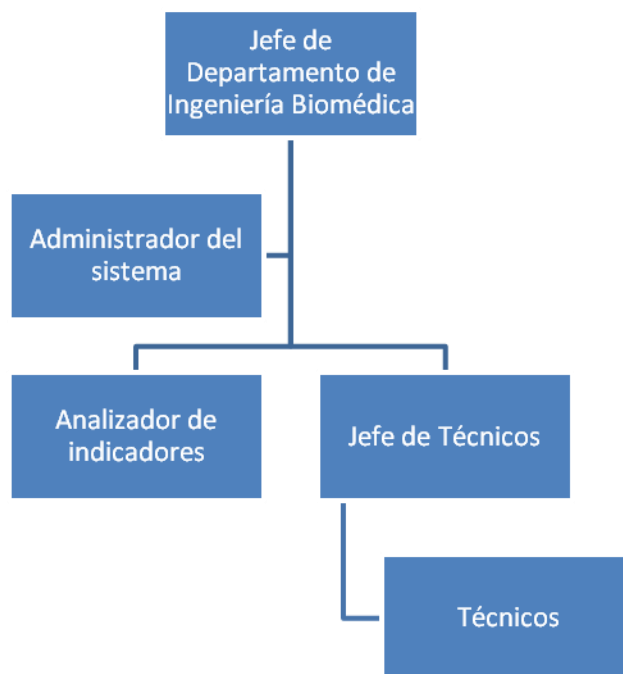 Jefe de
Departamento de
Ingeniería Biomédica
Administrador del
sistema
Analizador de
indicadores
Jefe de Técnicos
Técnicos